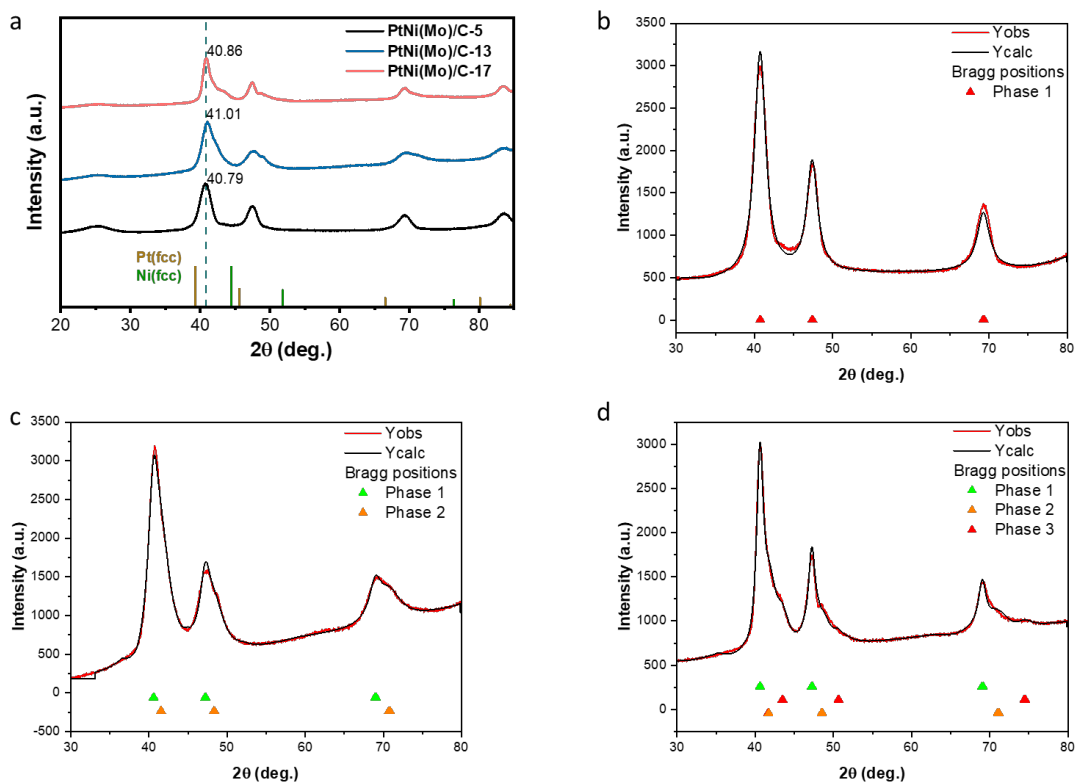 a
PtNi(Mo)/C-5
PtNi(Mo)/C-13
PtNi(Mo)/C-17
40.86
41.01
40.79
Pt(fcc)
Ni(fcc)
Intensity (a.u.)
20 30 40 50 60 70 80
2θ (deg.)
b
Yobs
Ycalc
Bragg positions
Phase 1
Intensity (a.u.)
3500
3000
2500
2000
1500
1000
500
0
30 40 50 60 70 80
2θ (deg.)
c
Yobs
Ycalc
Bragg positions
Phase 1
Phase 2
Intensity (a.u.)
3500
3000
2500
2000
1500
1000
500
0
-500
30 40 50 60 70 80
2θ (deg.)
d
Yobs
Ycalc
Bragg positions
Phase 1
Phase 2
Phase 3
Intensity (a.u.)
3000
2500
2000
1500
1000
500
0
30 40 50 60 70 80
2θ (deg.)